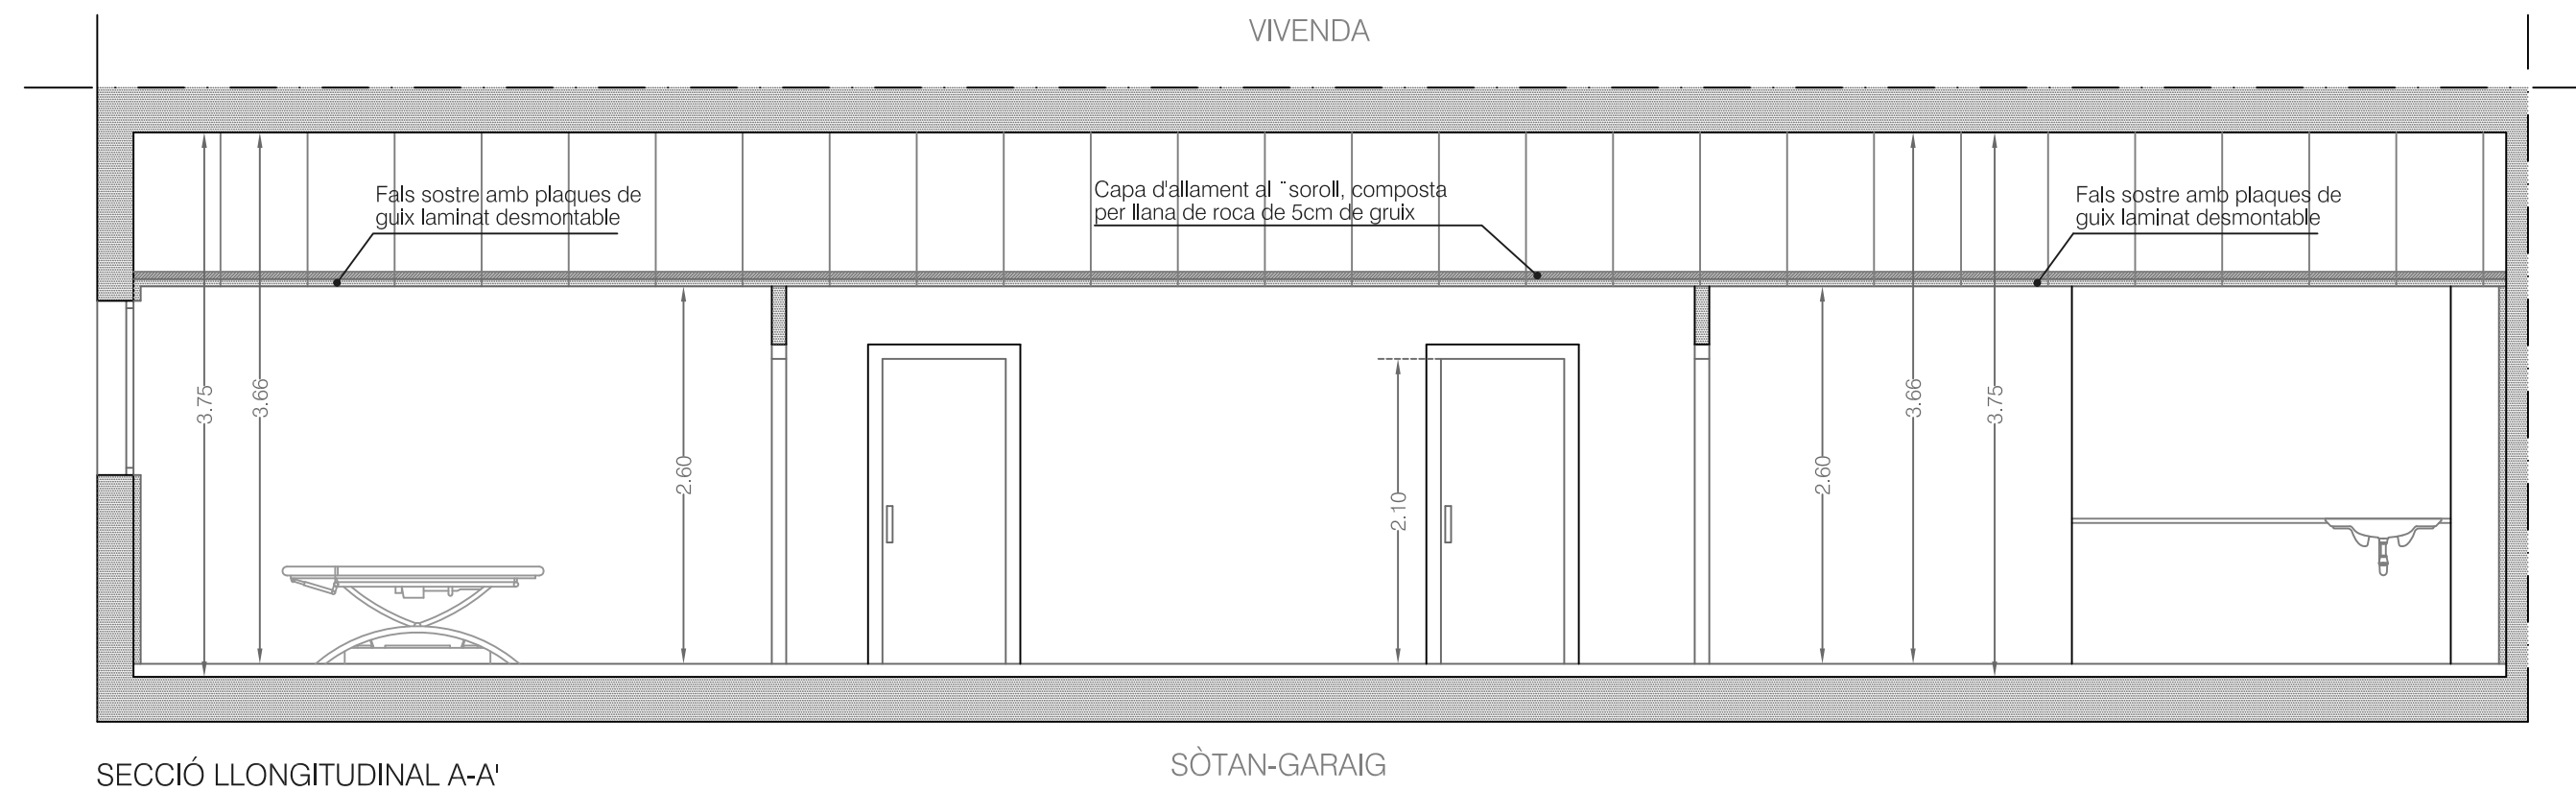 VIVENDA
Fals sostre amb plaques de
guix laminat desmontable
Capa d'allament al ¨soroll, composta
per llana de roca de 5cm de gruix
Fals sostre amb plaques de
guix laminat desmontable
3.75
3.66
2.60
2.10
2.60
3.66
3.75
SECCIÓ LLONGITUDINAL A-A'
SÒTAN-GARAIG